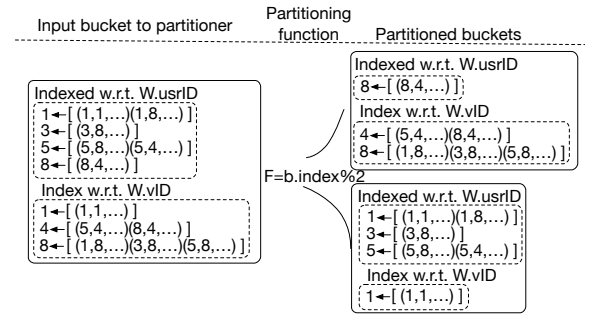 Input bucket to partitioner
Partitioning
function
Partitioned buckets
Indexed w.r.t. W.usrID
1←[ (1,1,...)(1,8,...) ]
3←[ (3,8,...) ]
5←[ (5,8,...)(5,4,...) ]
8←[ (8,4,...) ]
Index w.r.t. W.vID
1←[ (1,1,...) ]
4←[ (5,4,...)(8,4,...) ]
8←[ (1,8,...)(3,8,...)(5,8,...) ]
F=b.index%2
Indexed w.r.t. W.usrID
8←[ (8,4,...) ]
Index w.r.t. W.vID
4←[ (5,4,...)(8,4,...) ]
8←[ (1,8,...)(3,8,...)(5,8,...) ]
Indexed w.r.t. W.usrID
1←[ (1,1,...)(1,8,...) ]
3←[ (3,8,...) ]
5←[ (5,8,...)(5,4,...) ]
Index w.r.t. W.vID
1←[ (1,1,...) ]